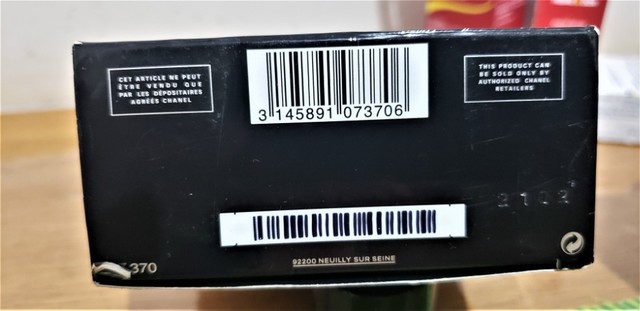 CET ARTICLE NE PEUT
ÊTRE VENDU QUE
PAR LES DÉPOSITAIRES
AGRÉÉS CHANEL
3 145891 073706
THIS PRODUCT CAN
BE SOLD ONLY BY
AUTHORIZED CHANEL
RETAILERS
2102
370
92200 NEUILLY SUR SEINE